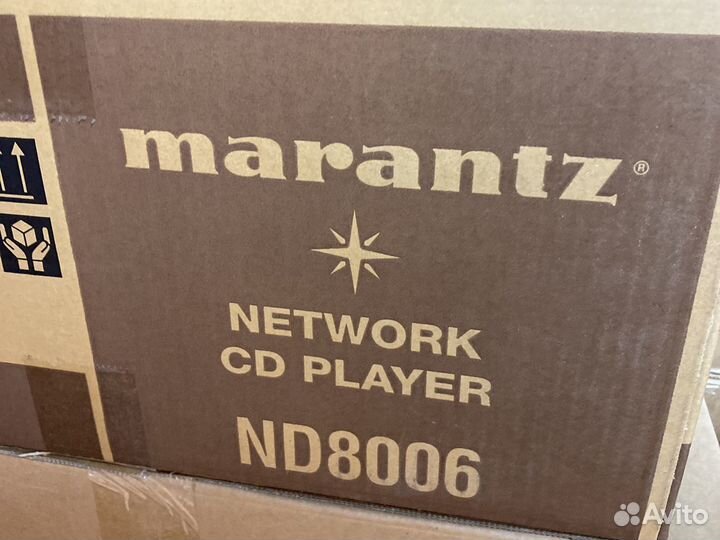 marantz®
NETWORK
CD PLAYER
ND8006
Avito